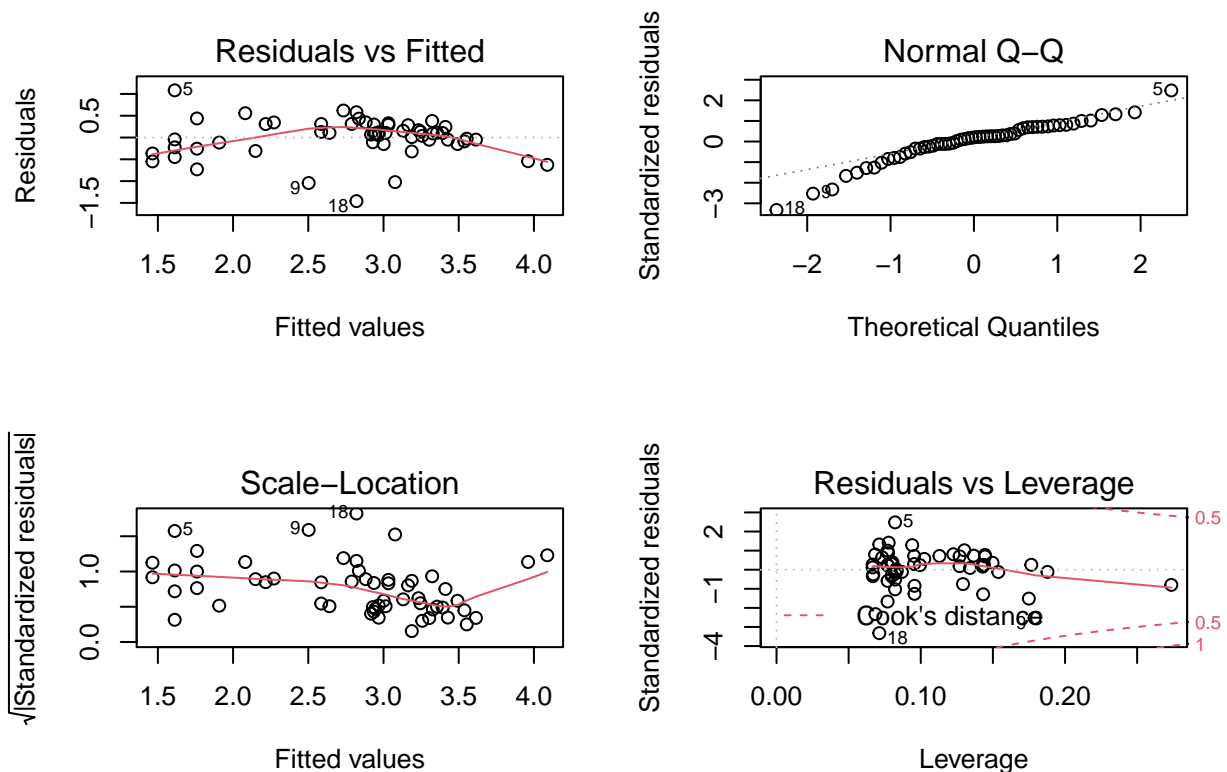 Residuals vs Fitted
Residuals
0.5
−1.5
5
9
18
1.5 2.0 2.5 3.0 3.5 4.0
Fitted values
Normal Q−Q
Standardized residuals
2
0
−3
5
9
18
−2 −1 0 1 2
Theoretical Quantiles
Scale−Location
√|Standardized residuals|
1.0
0.0
5
9
18
1.5 2.0 2.5 3.0 3.5 4.0
Fitted values
Residuals vs Leverage
Standardized residuals
2
−1
−4
5
Cook's distance
9
18
0.5
0.5
1
0.00 0.10 0.20
Leverage